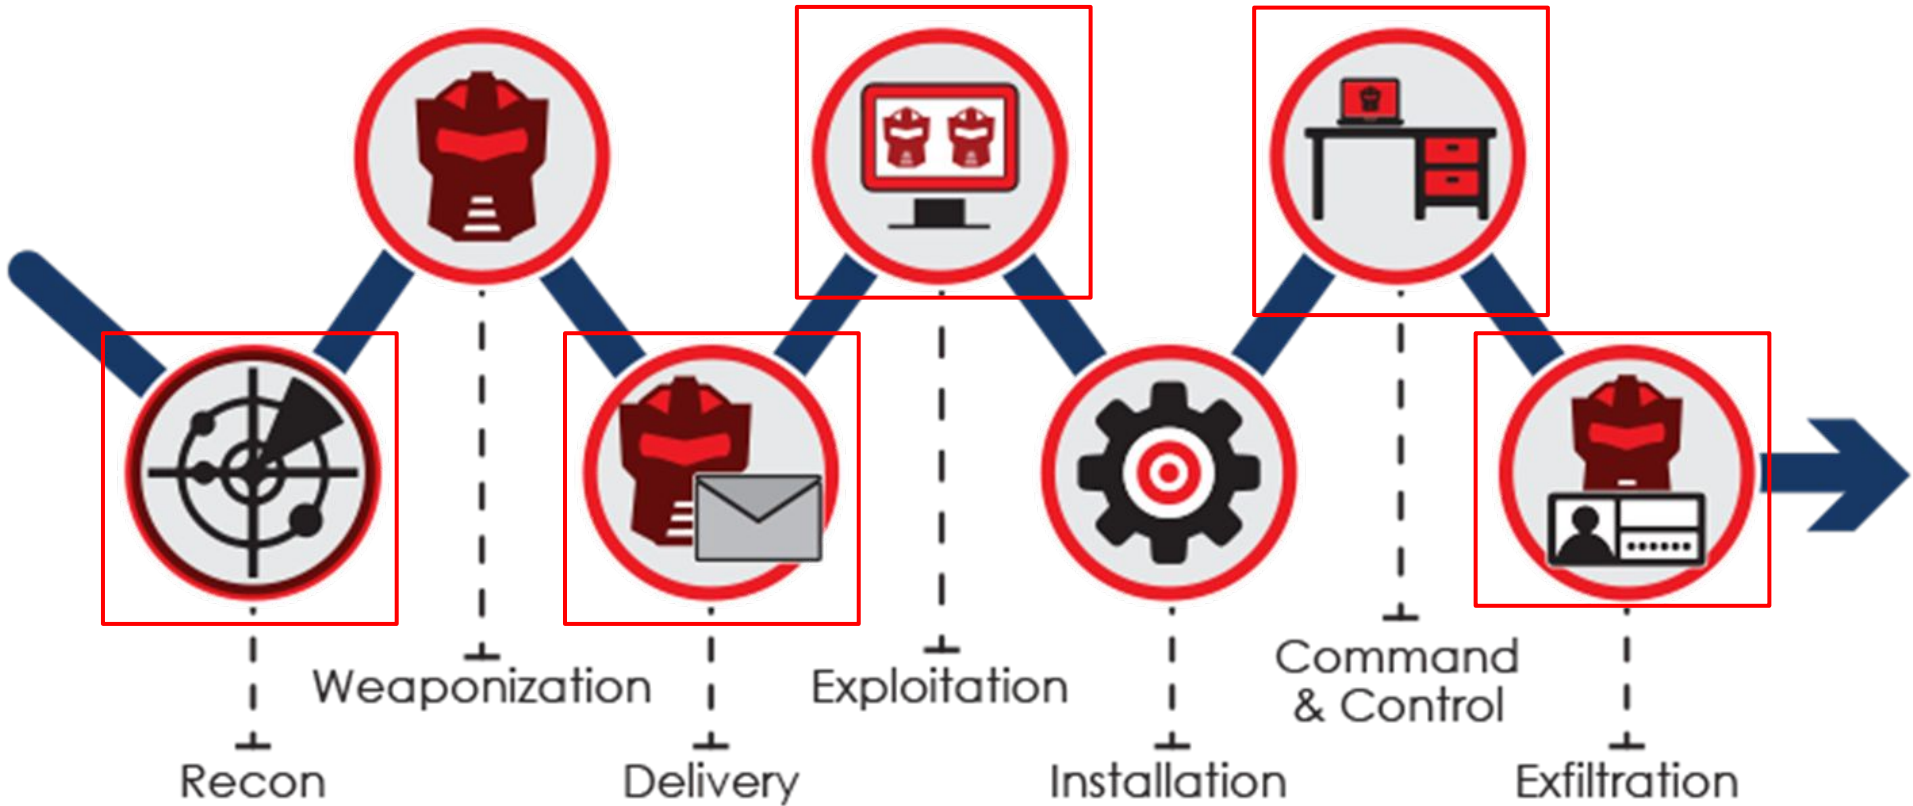 Recon
Weaponization
Delivery
Exploitation
Installation
Command
& Control
Exfiltration